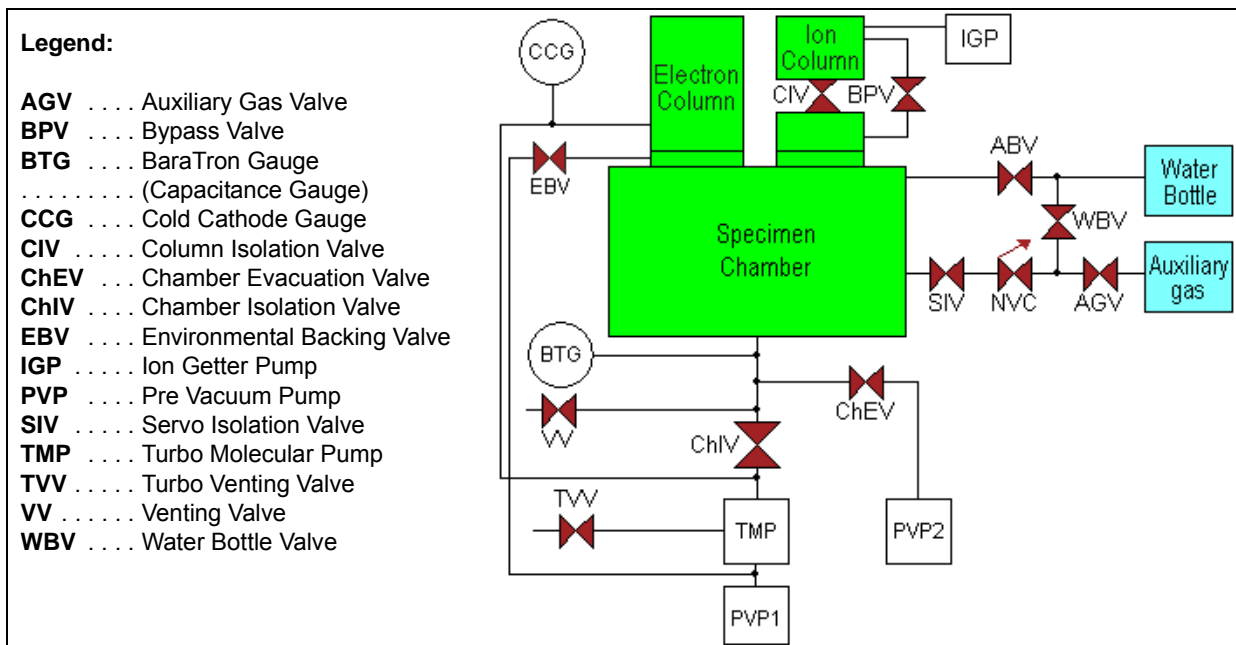 Legend:
AGV . . . . Auxiliary Gas Valve
BPV . . . . Bypass Valve
BTG . . . . BaraTron Gauge
. . . . . . . . . (Capacitance Gauge)
CCG . . . . Cold Cathode Gauge
CIV . . . . . Column Isolation Valve
ChEV . . . Chamber Evacuation Valve
ChIV . . . . Chamber Isolation Valve
EBV . . . . Environmental Backing Valve
IGP . . . . . Ion Getter Pump
PVP . . . . Pre Vacuum Pump
SIV . . . . . Servo Isolation Valve
TMP . . . . Turbo Molecular Pump
TVV . . . . . Turbo Venting Valve
VV . . . . . . Venting Valve
WBV . . . . Water Bottle Valve
CCG
Electron
Column
Ion
Column
IGP
CIV
BPV
EBV
ABV
Water
Bottle
WBV
Specimen
Chamber
SIV
NVC
AGV
Auxiliary
gas
BTG
VV
ChEV
ChIV
TVV
TMP
PVP2
PVP1